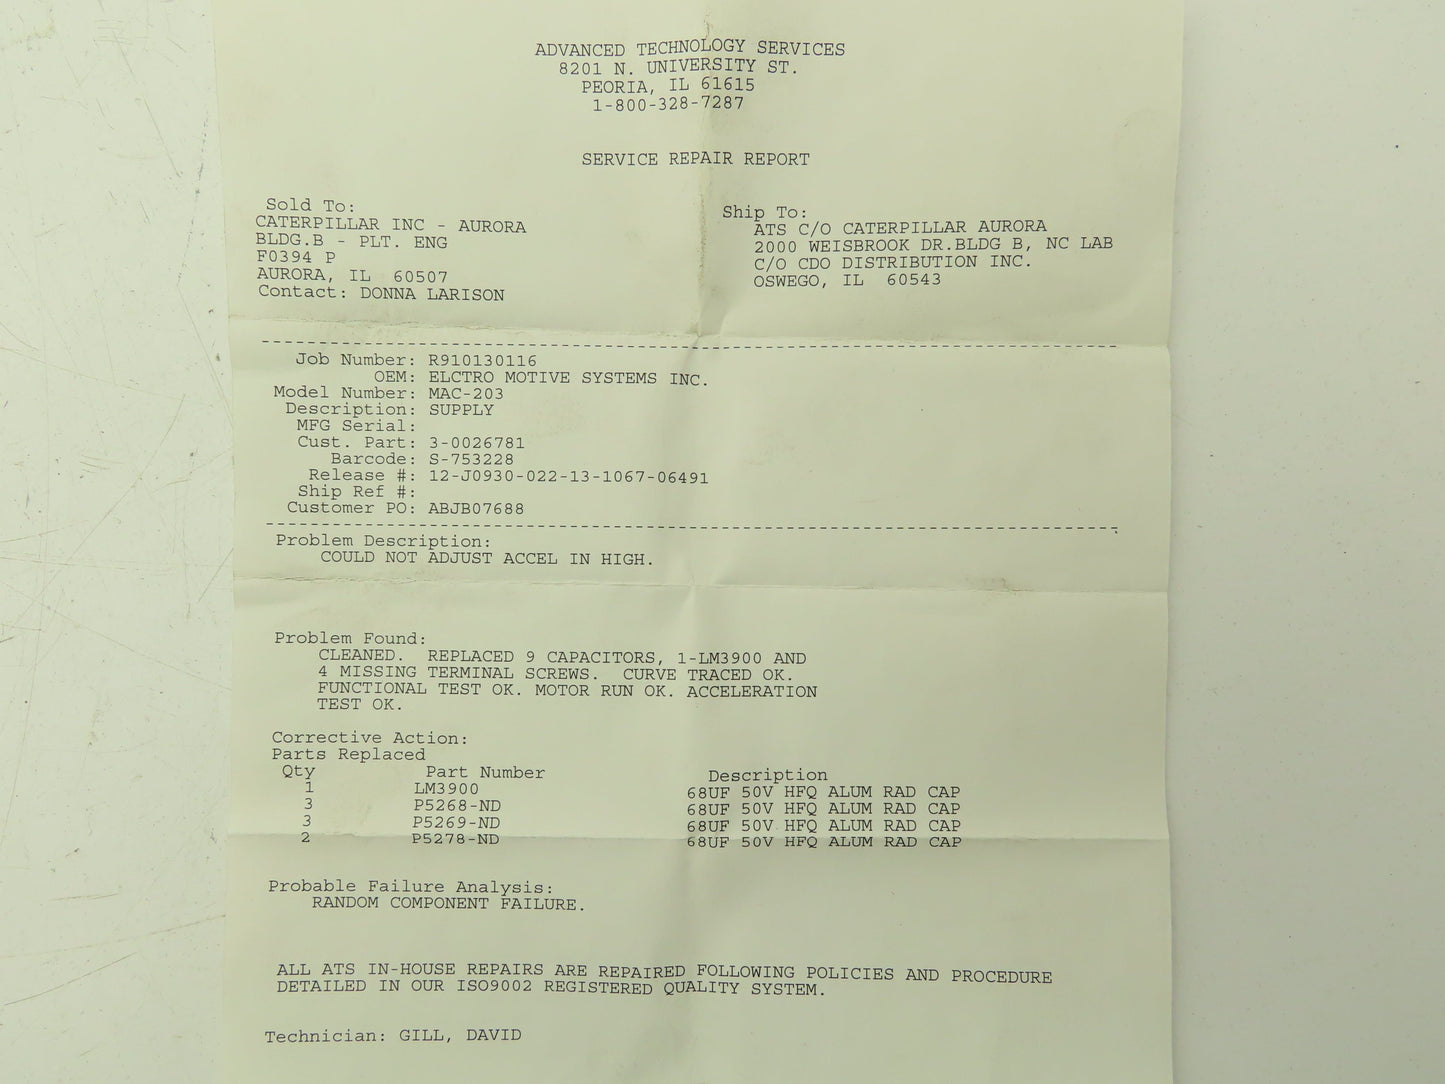 ADVANCED TECHNOLOGY SERVICES
8201 N. UNIVERSITY ST.
PEORIA, IL 61615
1-800-328-7287
SERVICE REPAIR REPORT
Sold To:
CATERPILLAR INC - AURORA
BLDG.B - PLT. ENG
F0394 P
AURORA, IL  60507
Contact: DONNA LARISON
Ship To:
ATS C/O CATERPILLAR AURORA
2000 WEISBROOK DR.BLDG B, NC LAB
C/O CDO DISTRIBUTION INC.
OSWEGO, IL  60543
Job Number: R910130116
OEM: ELCTRO MOTIVE SYSTEMS INC.
Model Number: MAC-203
Description: SUPPLY
MFG Serial:
Cust. Part: 3-0026781
Barcode: S-753228
Release #: 12-J0930-022-13-1067-06491
Ship Ref #:
Customer PO: ABJB07688
Problem Description:
COULD NOT ADJUST ACCEL IN HIGH.
Problem Found:
CLEANED.  REPLACED 9 CAPACITORS, 1-LM3900 AND
4 MISSING TERMINAL SCREWS.  CURVE TRACED OK.
FUNCTIONAL TEST OK. MOTOR RUN OK. ACCELERATION
TEST OK.
Corrective Action:
Parts Replaced
Qty Part Number Description
1 LM3900 68UF 50V HFQ ALUM RAD CAP
3 P5268-ND 68UF 50V HFQ ALUM RAD CAP
3 P5269-ND 68UF 50V HFQ ALUM RAD CAP
2 P5278-ND 68UF 50V HFQ ALUM RAD CAP
Probable Failure Analysis:
RANDOM COMPONENT FAILURE.
ALL ATS IN-HOUSE REPAIRS ARE REPAIRED FOLLOWING POLICIES AND PROCEDURE
DETAILED IN OUR ISO9002 REGISTERED QUALITY SYSTEM.
Technician: GILL, DAVID